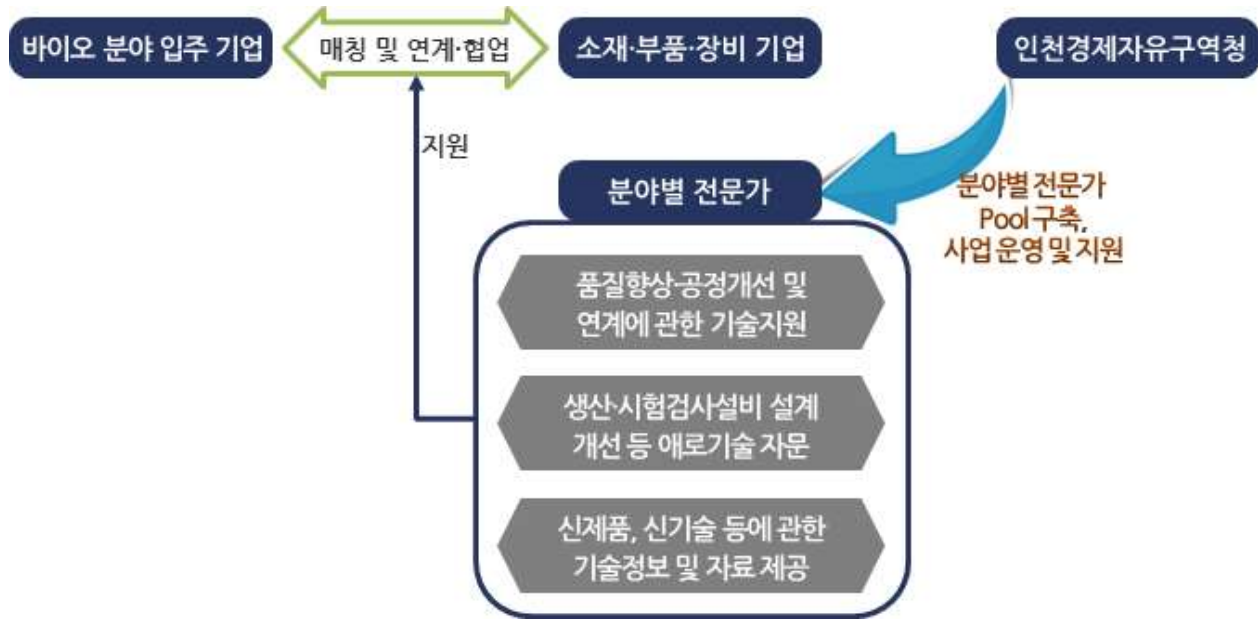 바이오 분야 입주 기업
매칭 및 연계·협업
소재·부품·장비 기업
인천경제자유구역청
지원
분야별 전문가
분야별 전문가
Pool 구축,
사업 운영 및 지원
품질향상·공정개선 및
연계에 관한 기술지원
생산·시험검사설비 설계
개선 등 애로기술 자문
신제품, 신기술 등에 관한
기술정보 및 자료 제공